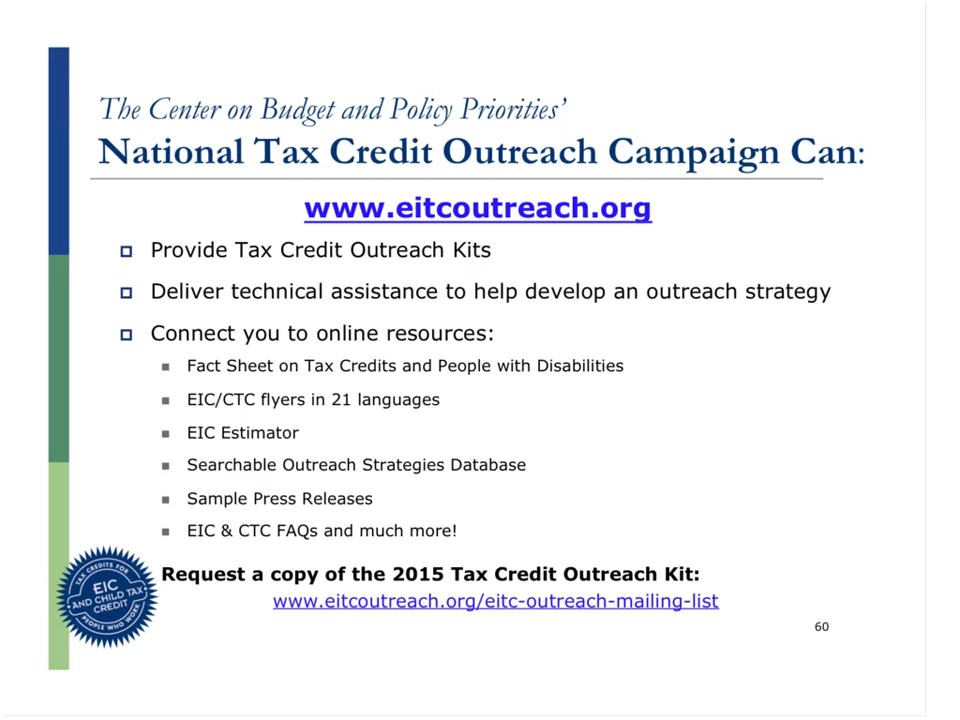 The Center on Budget and Policy Priorities’
National Tax Credit Outreach Campaign Can:
www.eitcoutreach.org
Provide Tax Credit Outreach Kits
Deliver technical assistance to help develop an outreach strategy
Connect you to online resources:
Fact Sheet on Tax Credits and People with Disabilities
EIC/CTC flyers in 21 languages
EIC Estimator
Searchable Outreach Strategies Database
Sample Press Releases
EIC & CTC FAQs and much more!
TAX CREDITS FOR
EIC
AND CHILD TAX
CREDIT
PEOPLE WHO WORK
Request a copy of the 2015 Tax Credit Outreach Kit:
www.eitcoutreach.org/eitc-outreach-mailing-list
60